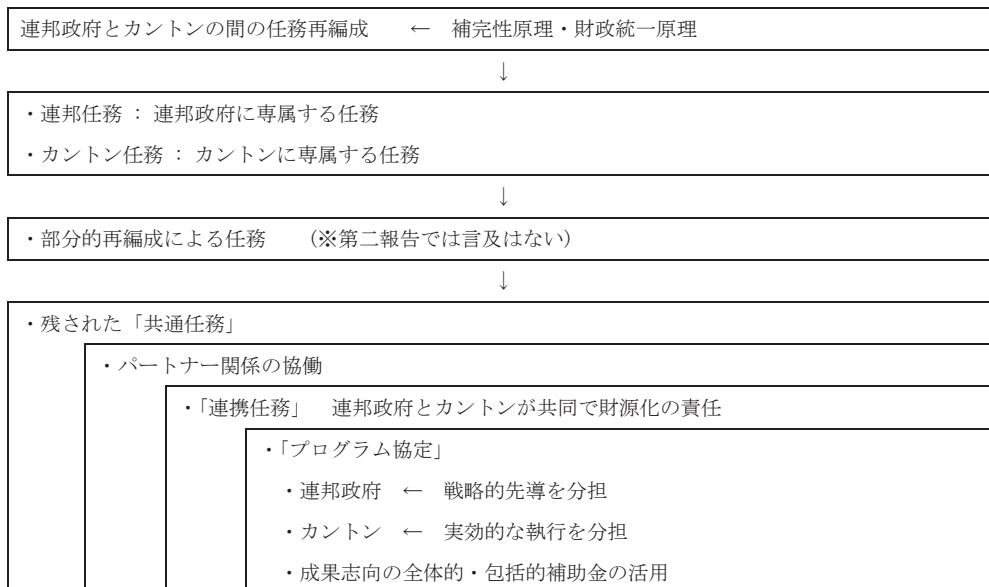 連邦政府とカントンの間の任務再編成　　←　補完性原理・財政統一原理
↓
・連邦任務 ： 連邦政府に専属する任務
・カントン任務 ： カントンに専属する任務
↓
・部分的再編成による任務　　（※第二報告では言及はない）
↓
・残された「共通任務」
・パートナー関係の協働
・「連携任務」　連邦政府とカントンが共同で財源化の責任
・「プログラム協定」
・連邦政府　←　戦略的先導を分担
・カントン　←　実効的な執行を分担
・成果志向の全体的・包括的補助金の活用